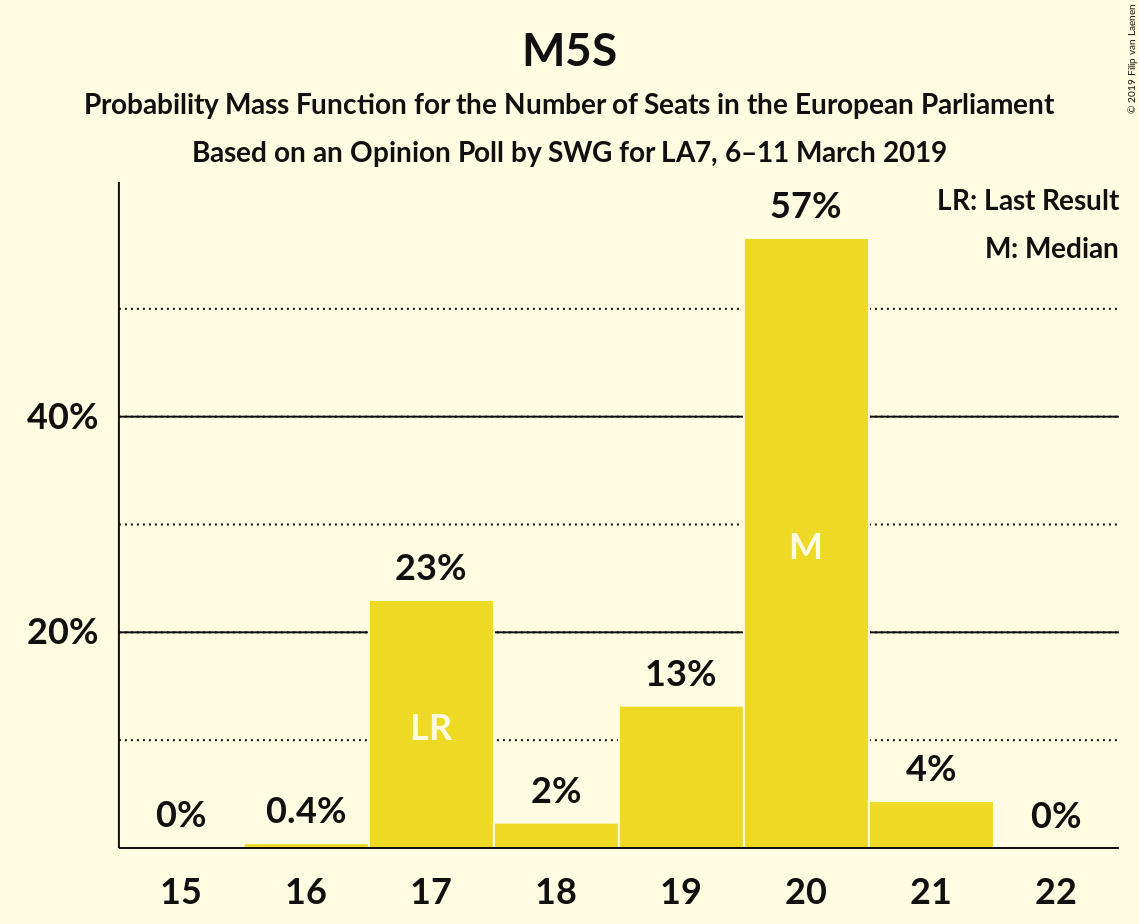 M5S
Probability Mass Function for the Number of Seats in the European Parliament
Based on an Opinion Poll by SWG for LA7, 6–11 March 2019
© 2019 Filip van Laenen
LR: Last Result
M: Median
57%
40%
M
23%
20%
13%
LR
4%
2%
0%
0.4%
0%
15 16 17 18 19 20 21 22